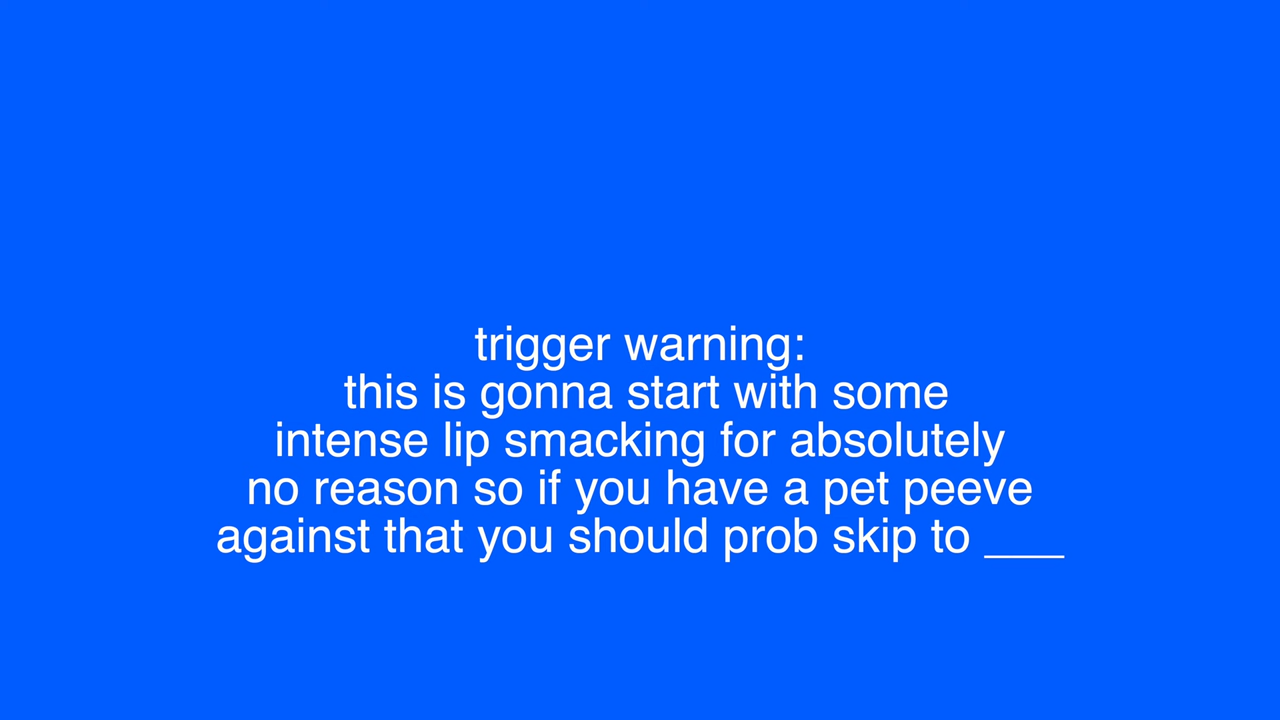 trigger warning:
this is gonna start with some
intense lip smacking for absolutely
no reason so if you have a pet peeve
against that you should prob skip to ___